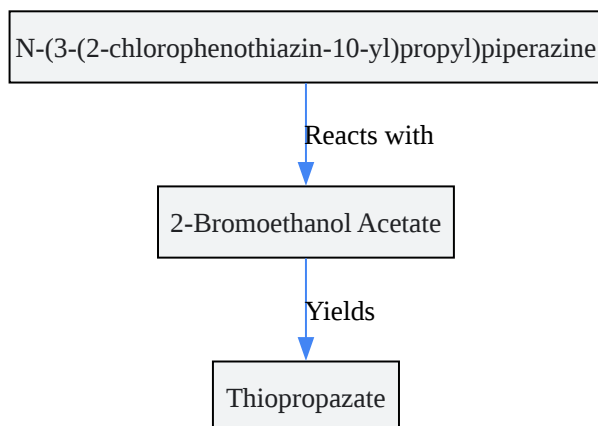 N-(3-(2-chlorophenothiazin-10-yl)propyl)piperazine
Reacts with
2-Bromoethanol Acetate
Yields
Thiopropazate